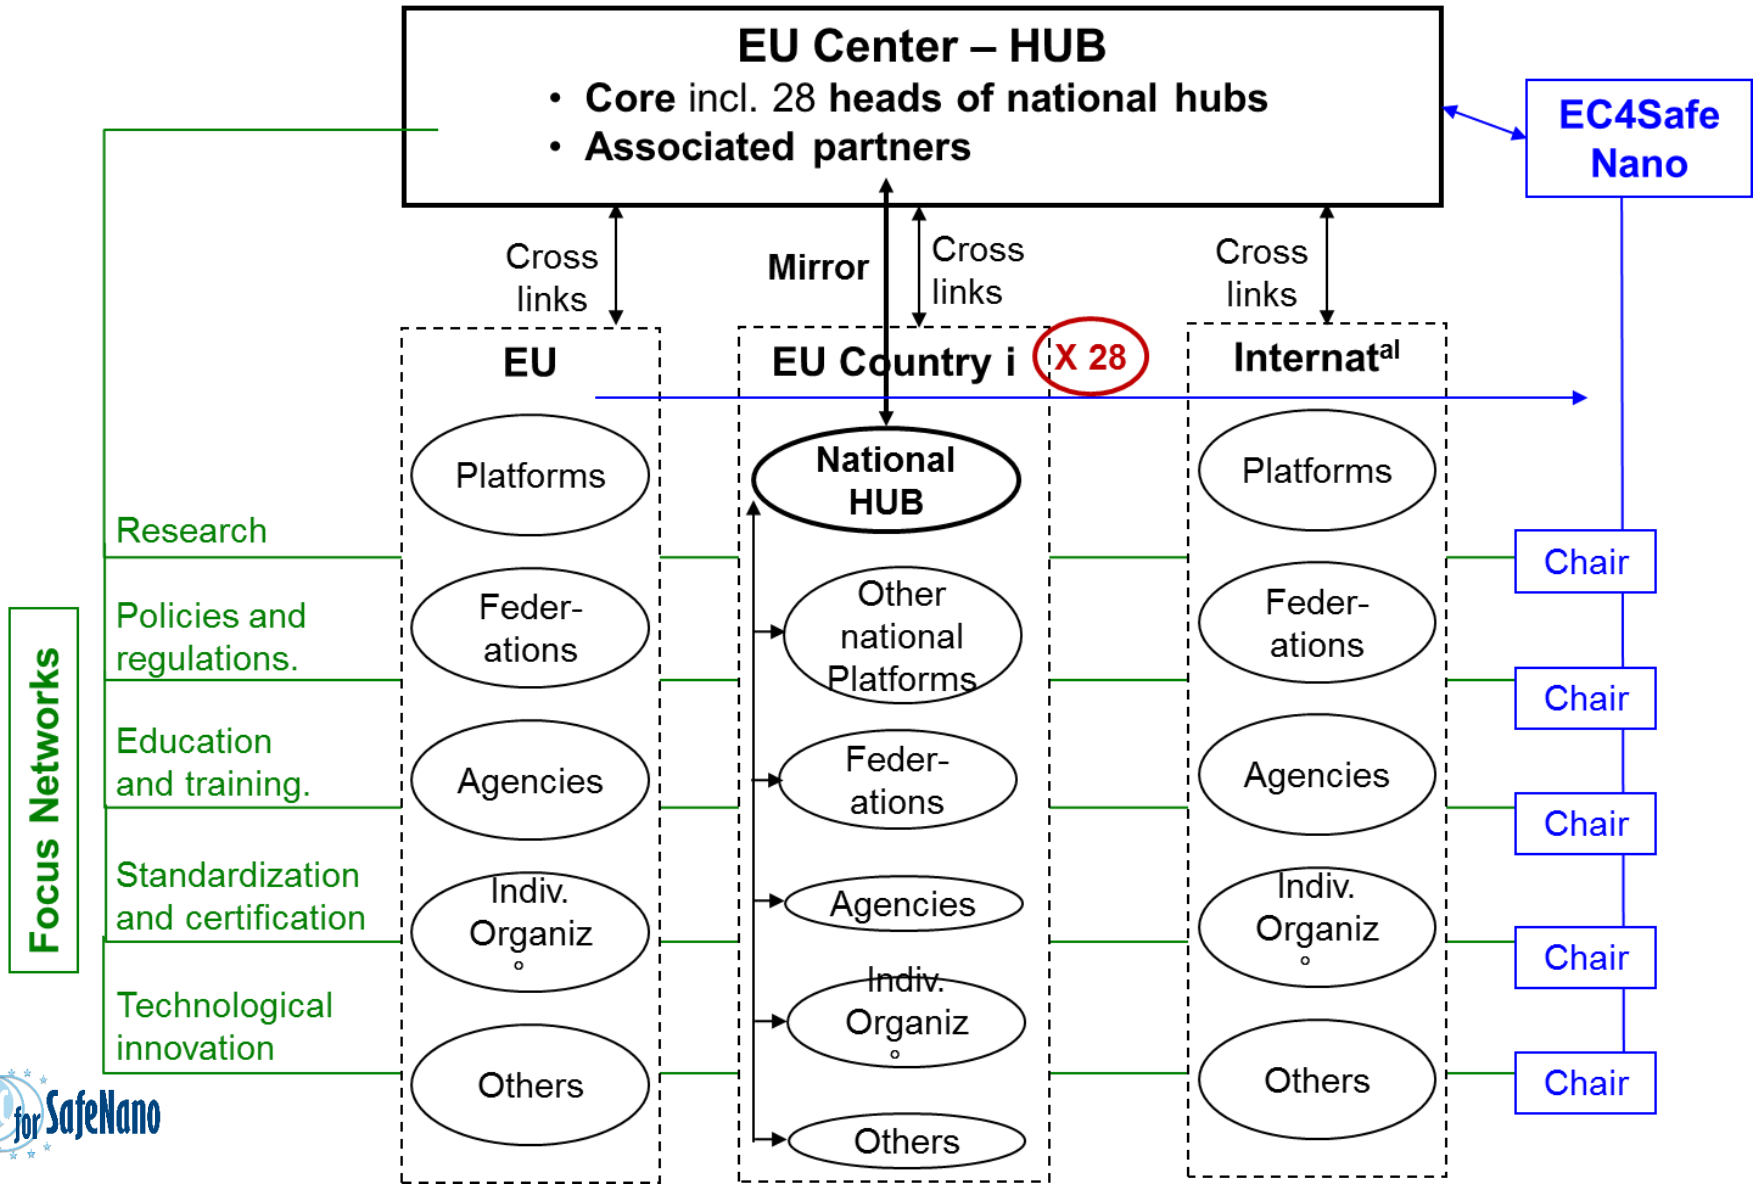 EU Center – HUB
• Core incl. 28 heads of national hubs
• Associated partners
EC4Safe
Nano
Cross
links
Mirror
Cross
links
Cross
links
EU
EU Country i
X 28
Internatal
Platforms
Feder-
ations
Agencies
Indiv.
Organiz
°
Others
National
HUB
Other
national
Platforms
Feder-
ations
Agencies
Indiv.
Organiz
°
Others
Platforms
Feder-
ations
Agencies
Indiv.
Organiz
°
Others
Focus Networks
Research
Policies and
regulations.
Education
and training.
Standardization
and certification
Technological
innovation
Chair
Chair
Chair
Chair
Chair
for SafeNano